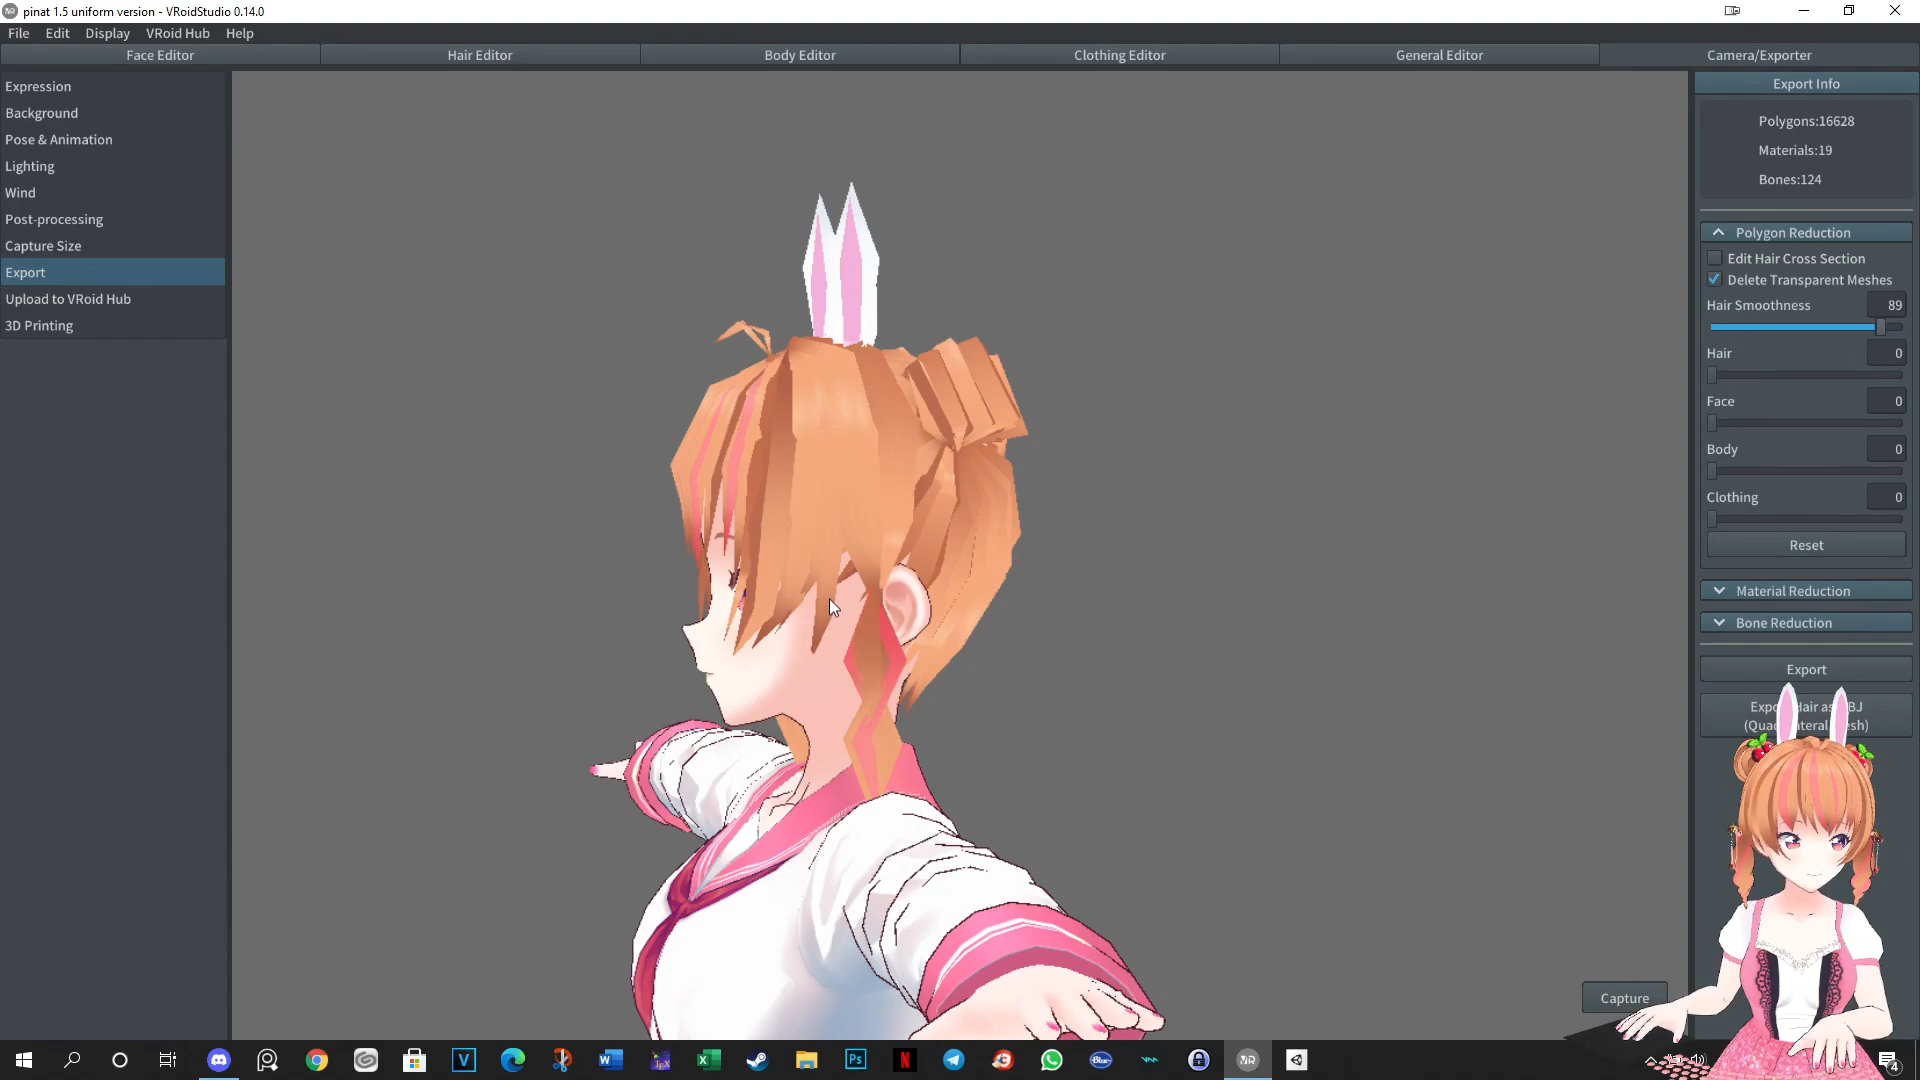 pinat 1.5 uniform version - VRoidStudio 0.14.0
File Edit Display VRoid Hub Help
Face Editor Hair Editor Body Editor Clothing Editor General Editor Camera/Exporter
Expression
Background
Pose & Animation
Lighting
Wind
Post-processing
Capture Size
Export
Upload to VRoid Hub
3D Printing
Export Info
Polygons:16628
Materials:19
Bones:124
Polygon Reduction
Edit Hair Cross Section
Delete Transparent Meshes
Hair Smoothness 89
Hair 0
Face 0
Body 0
Clothing 0
Reset
Material Reduction
Bone Reduction
Export
Hair as
Capture
4